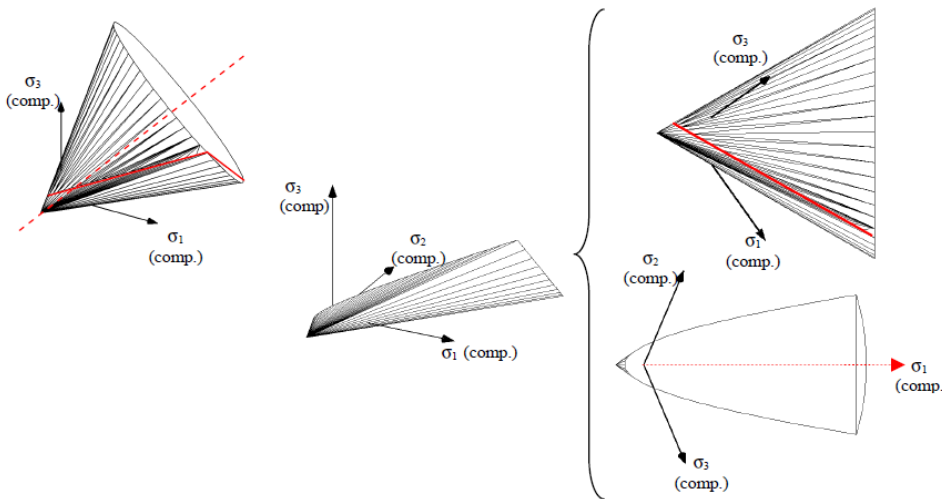 σ₃
(comp.)
σ₁
(comp.)
σ₃
(comp)
σ₂
(comp.)
σ₁ (comp.)
σ₃
(comp.)
σ₁
(comp.)
σ₂
(comp.)
σ₁
(comp.
σ₃
(comp.)